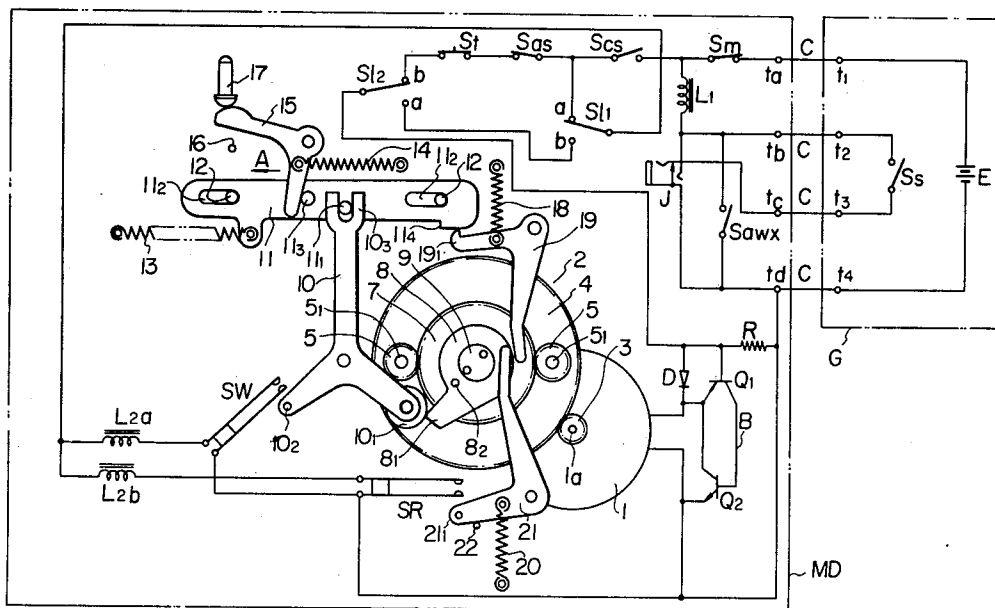 St Sas Scs Sm C
ta t1
17 Sl2 b a
15 L1
a Sl1 b
16 A 14
tb C t2
12 112 12
112 18
E
J tc C t3 Ss
11 113 111 103 114 191 19
Sawx
13 8 9 2
10 7 4
td C t4
51 5 5 51
R
G
3
D Q1
SW
L2a 102
101 81 82 1a
B
L2b
SR
Q2
211 21 1
22 20
MD